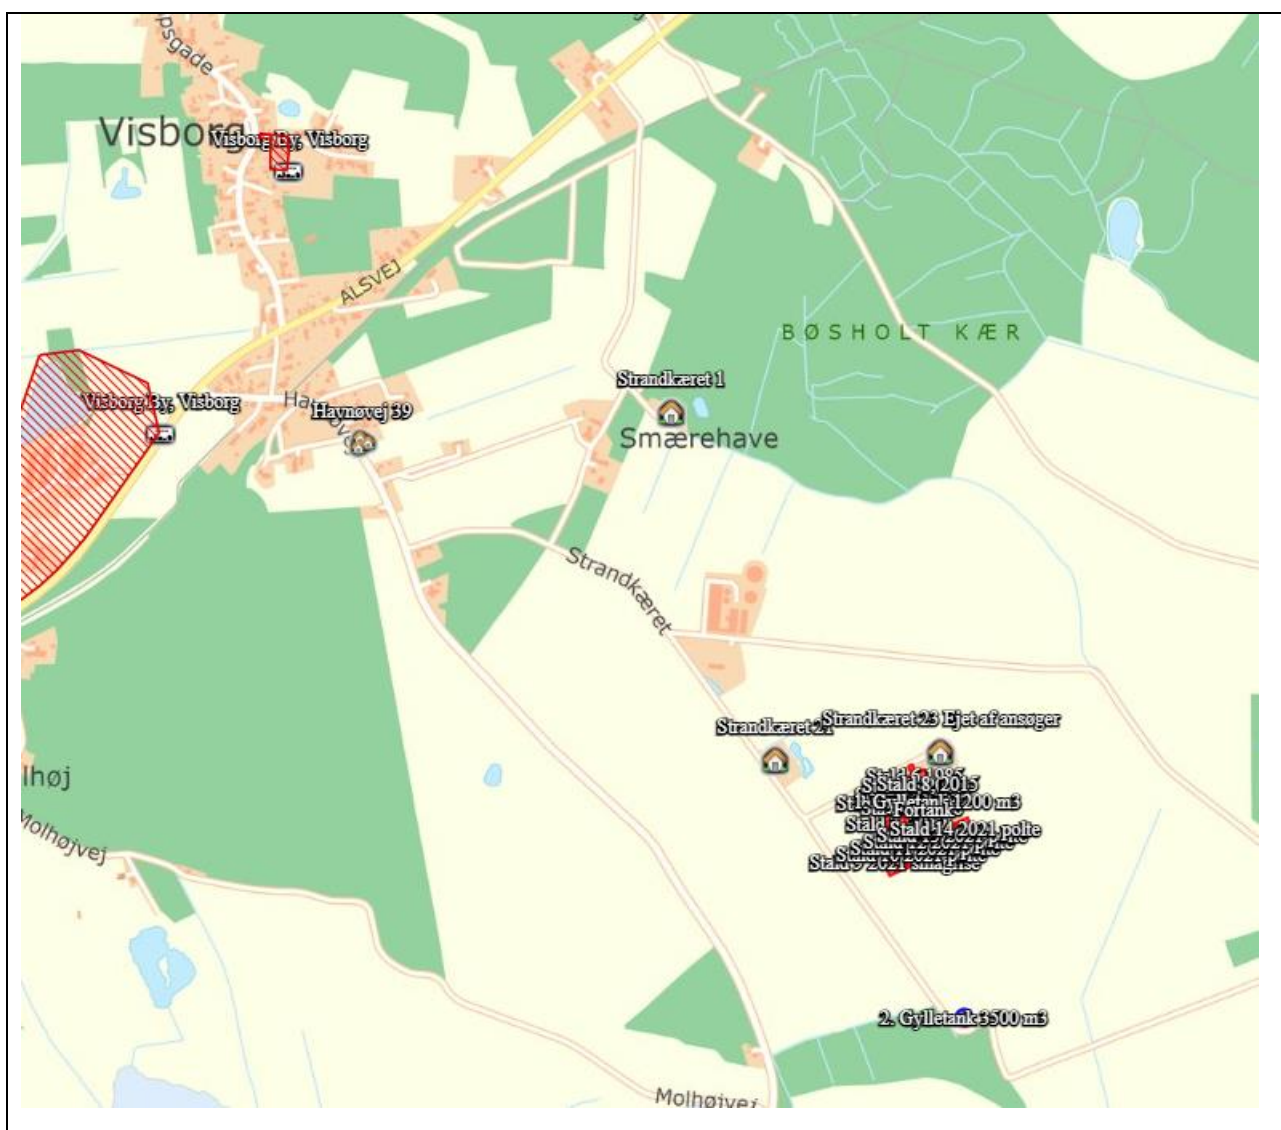 psgade
Visborg
Visborg By, Visborg
ALSVEJ
BØSHOLT KÆR
Strandkæret 1
Visborg By, Visborg
Havnøvej 39
Smærehave
Strandkæret
Strandkæret 21
Strandkæret 23 Ejet af ansøger
lhøj
Stald 8 2015
1. Gylletank 1200 m3
Fortank
Stald 14 2021 polte
Molhøjvej
Stald 9 2021 smågrise
2. Gylletank 3500 m3
Molhøjvej